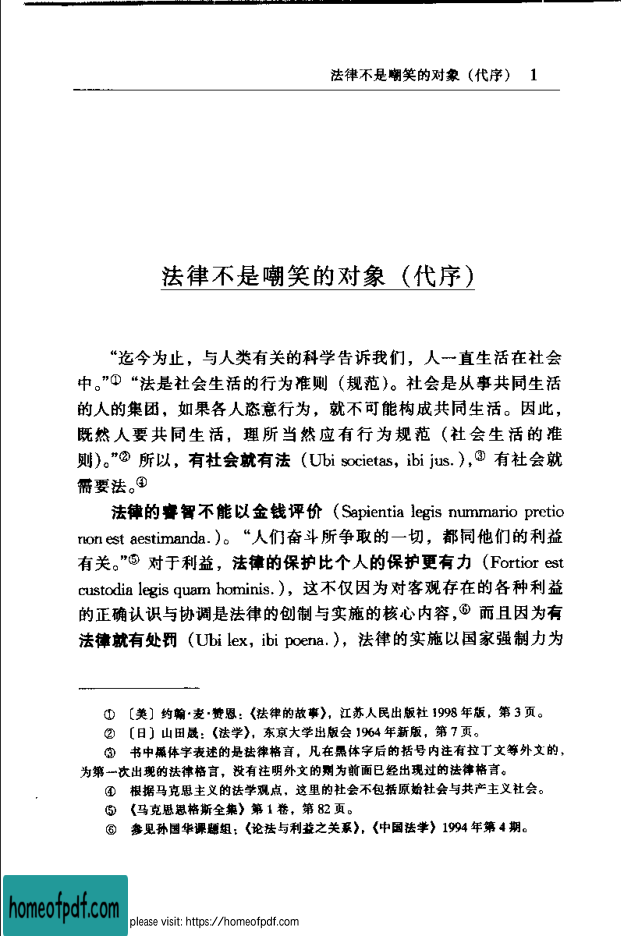 法律不是嘲笑的对象（代序） 1
法律不是嘲笑的对象（代序）
“迄今为止，与人类有关的科学告诉我们，人一直生活在社会
中。”① “法是社会生活的行为准则（规范）。社会是从事共同生活
的人的集团，如果各人恣意行为，就不可能构成共同生活。因此，
既然人要共同生活，理所当然应有行为规范（社会生活的准
则）。”② 所以，有社会就有法（Ubi societas, ibi jus.），③ 有社会就
需要法。④
法律的睿智不能以金钱评价（Sapientia legis nummario pretio
non est aestimanda.）。“人们奋斗所争取的一切，都同他们的利益
有关。”⑤ 对于利益，法律的保护比个人的保护更有力（Fortior est
custodia legis quam hominis.），这不仅因为对客观存在的各种利益
的正确认识与协调是法律的创制与实施的核心内容，⑥ 而且因为有
法律就有处罚（Ubi lex, ibi poena.），法律的实施以国家强制力为
① 〔美〕约翰·麦·赞恩：《法律的故事》，江苏人民出版社 1998 年版，第 3 页。
② 〔日〕山田晟：《法学》，东京大学出版会 1964 年新版，第 7 页。
③ 书中黑体字表述的是法律格言，凡在黑体字后的括号内注有拉丁文等外文的，
为第一次出现的法律格言，没有注明外文的则为前面已经出现过的法律格言。
④ 根据马克思主义的法学观点，这里的社会不包括原始社会与共产主义社会。
⑤ 《马克思恩格斯全集》第 1 卷，第 82 页。
⑥ 参见孙国华课题组：《论法与利益之关系》，《中国法学》1994 年第 4 期。
homeofpdf.com
please visit: https://homeofpdf.com